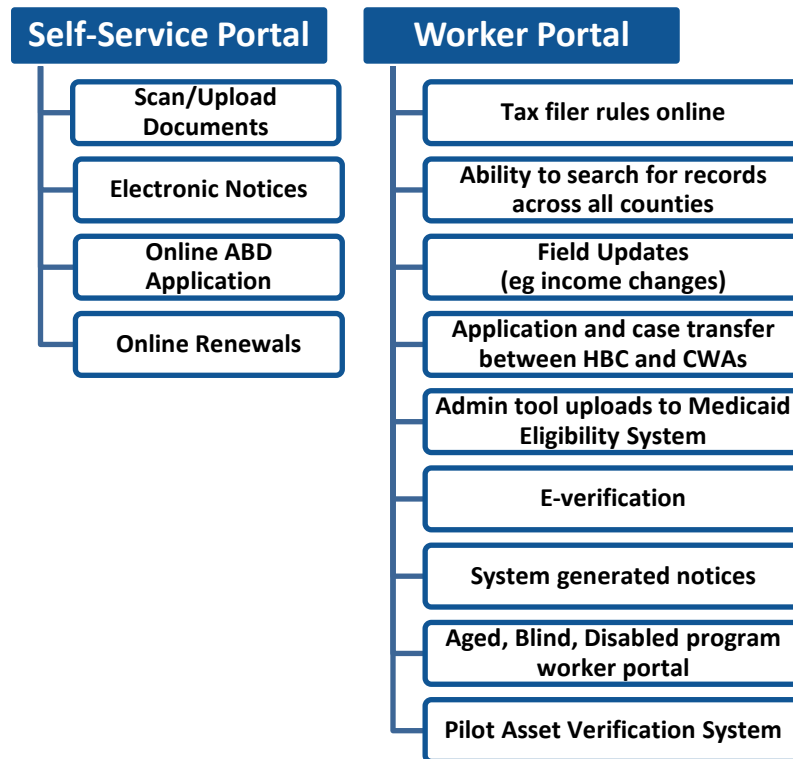 Self-Service Portal
Scan/Upload
Documents
Electronic Notices
Online ABD
Application
Online Renewals
Worker Portal
Tax filer rules online
Ability to search for records
across all counties
Field Updates
(eg income changes)
Application and case transfer
between HBC and CWAs
Admin tool uploads to Medicaid
Eligibility System
E-verification
System generated notices
Aged, Blind, Disabled program
worker portal
Pilot Asset Verification System